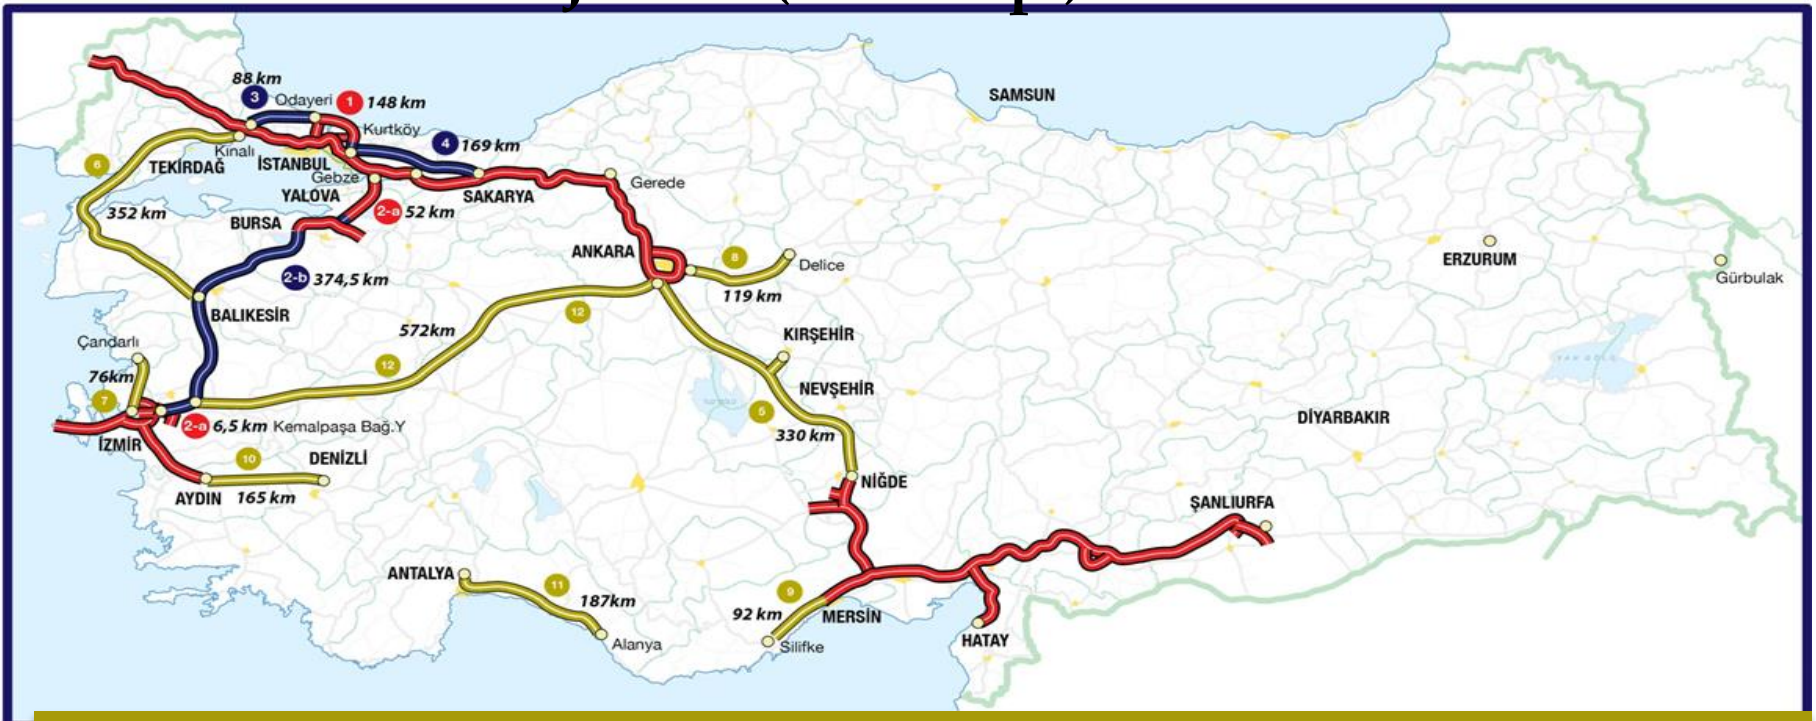 88 km
3
Odayeri
1
148 km
Kurtköy
4
169 km
SAMSUN
6
Kınalı
TEKİRDAĞ
İSTANBUL
Gebze
YALOVA
SAKARYA
Gerede
352 km
2-a
52 km
BURSA
ANKARA
8
Delice
119 km
ERZURUM
Gürbulak
2-b
374,5 km
BALIKESİR
12
572km
Çandarlı
KIRŞEHİR
76km
12
NEVŞEHİR
7
5
DİYARBAKIR
2-a
6,5 km
Kemalpaşa Bağ.Y
330 km
İZMİR
10
DENİZLİ
AYDIN
165 km
NİĞDE
ŞANLIURFA
ANTALYA
11
187km
9
92 km
MERSİN
Alanya
Silifke
HATAY